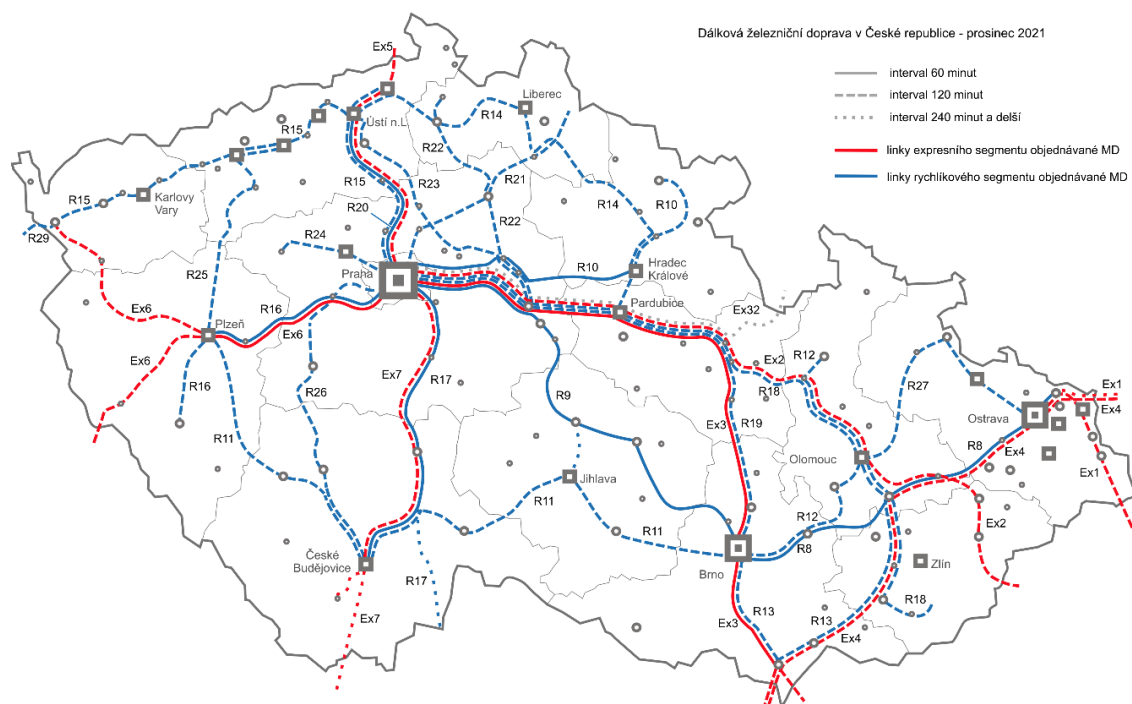 Dálková železniční doprava v České republice - prosinec 2021
interval 60 minut
interval 120 minut
interval 240 minut a delší
linky expresního segmentu objednávané MD
linky rychlíkového segmentu objednávané MD
Ex5
Liberec
R14
Ústí n.L
R15
R22
R15
R23
R21
R15
Karlovy
Vary
R14
R10
R20
R22
R29
R24
Hradec
Králové
R25
Praha
R10
Pardubice
Ex32
R16
Ex6
Plzeň
Ex6
Ex2
R12
Ex6
Ex7
R17
R18
R27
R16
R26
R9
Ex1
Ex4
Ostrava
Ex3
R19
R11
R8
Ex4
Olomouc
Ex1
Jihlava
R11
R12
Ex2
R11
R8
České
Budějovice
Zlín
Brno
R17
R18
Ex7
Ex3
R13
R13
Ex4